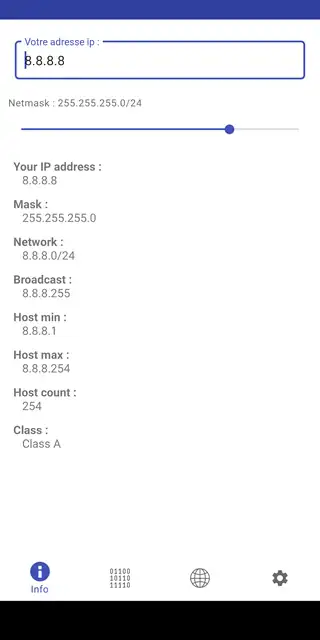 Votre adresse ip :
8.8.8.8
Netmask : 255.255.255.0/24
Your IP address :
8.8.8.8
Mask :
255.255.255.0
Network :
8.8.8.0/24
Broadcast :
8.8.8.255
Host min :
8.8.8.1
Host max :
8.8.8.254
Host count :
254
Class :
Class A
01100
10110
11110
Info